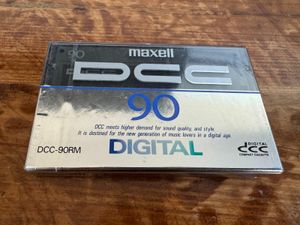 90
maxell
DCC
90
DCC meets higher demand for sound quality, and style.
It is destined for the new generation of music lovers in a digital age.
DCC-90RM
DIGITAL
DIGITAL
dcc
COMPACT CASSETTE